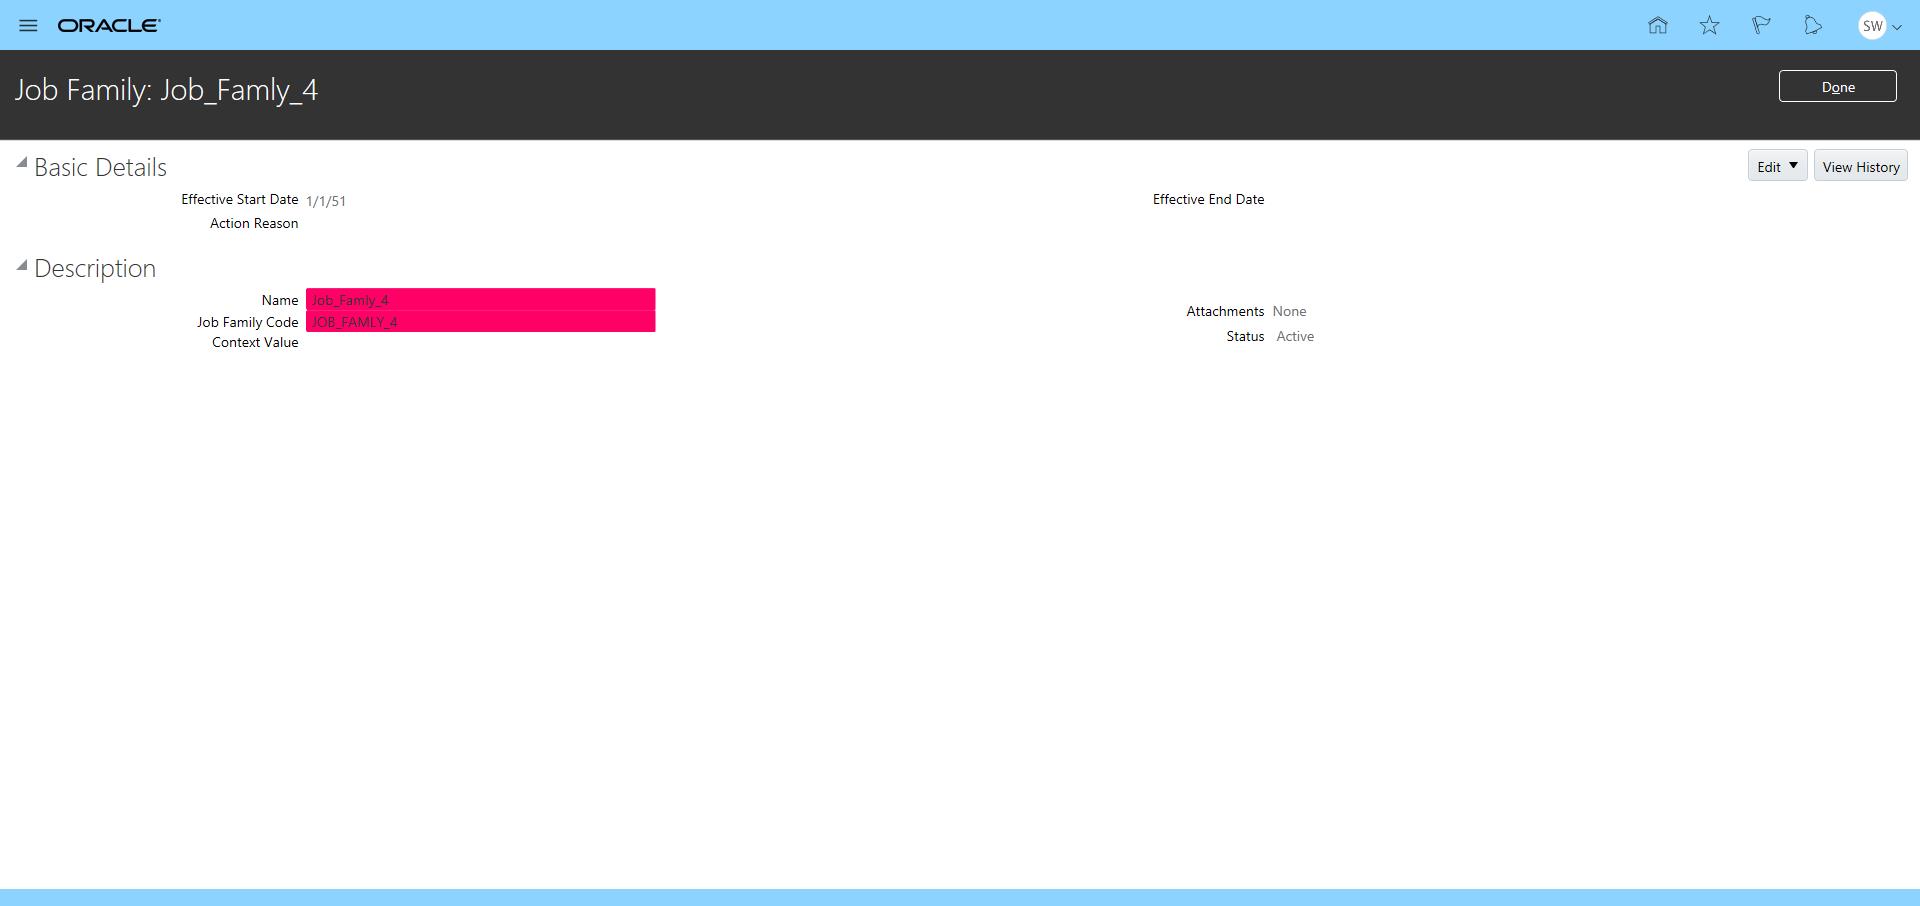 ORACLE
SW
Job Family: Job_Famly_4
Done
Basic Details
Edit
View History
Effective Start Date 1/1/51
Effective End Date
Action Reason
Description
Name Job_Famly_4
Attachments None
Job Family Code JOB_FAMLY_4
Status Active
Context Value